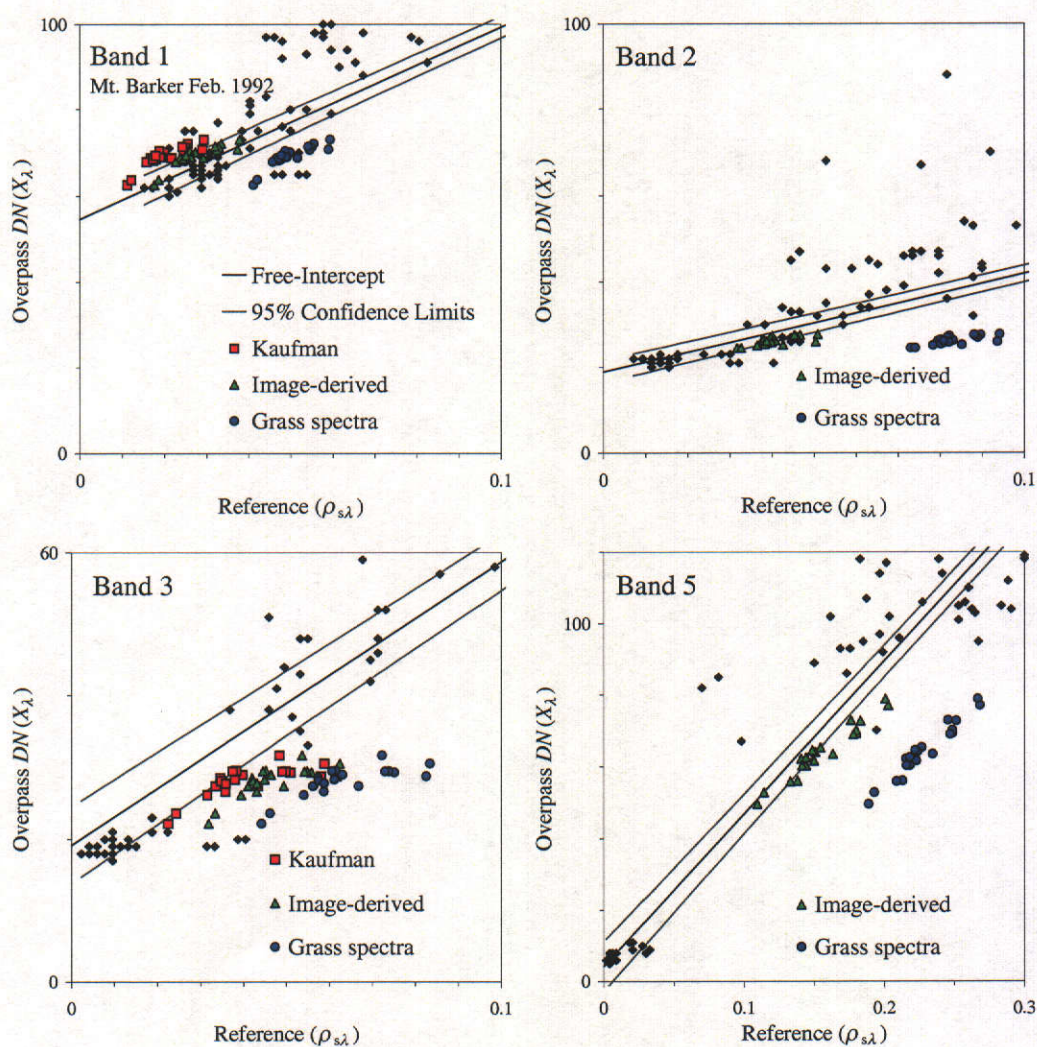 100
Band 1
Mt. Barker Feb. 1992
Overpass DN (Xλ)
Free-Intercept
95% Confidence Limits
Kaufman
Image-derived
Grass spectra
0
0
0.1
Reference (ρsλ)
100
Band 2
Overpass DN (Xλ)
Image-derived
Grass spectra
0
0
0.1
Reference (ρsλ)
60
Band 3
Overpass DN (Xλ)
Kaufman
Image-derived
Grass spectra
0
0
0.1
Reference (ρsλ)
Band 5
100
Overpass DN (Xλ)
Image-derived
Grass spectra
0
0
0.1
0.2
0.3
Reference (ρsλ)